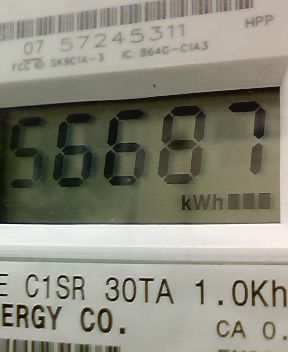 07 57245311
HPP
FCC ID: SK9C1A-3 IC: 864G-C1A3
56687
kWh
E C1SR 30TA 1.0Kh
ERGY CO.
CA 0.